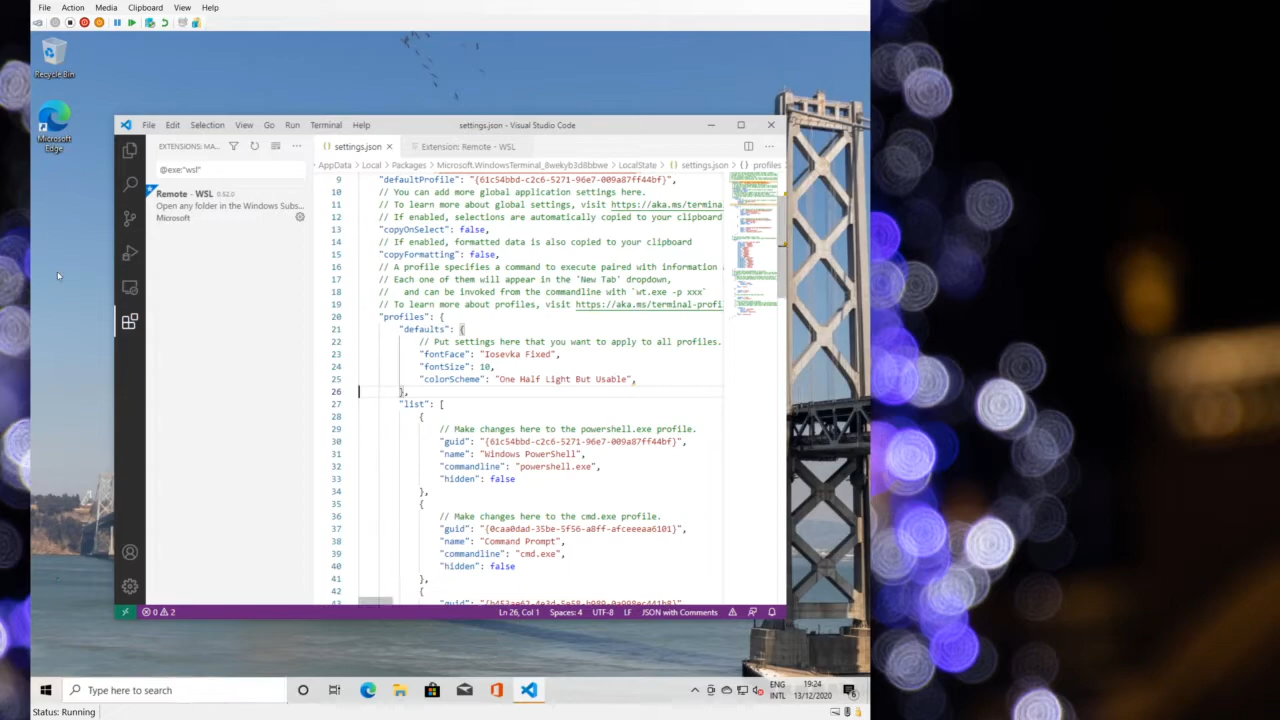 File Action Media Clipboard View Help
Recycle Bin
Microsoft
Edge
File Edit Selection View Go Run Terminal Help
settings.json - Visual Studio Code
EXTENSIONS: MA...
settings.json
Extension: Remote - WSL
@exe:"wsl"
AppData > Local > Packages > Microsoft.WindowsTerminal_8wekyb3d8bbwe > LocalState > settings.json > profiles
Remote - WSL 0.52.0
Open any folder in the Windows Subs...
Microsoft
9 "defaultProfile": "{61c54bbd-c2c6-5271-96e7-009a87ff44bf}",
10 // You can add more global application settings here.
11 // To learn more about global settings, visit https://aka.ms/termina
12 // If enabled, selections are automatically copied to your clipboard
13 "copyOnSelect": false,
14 // If enabled, formatted data is also copied to your clipboard
15 "copyFormatting": false,
16 // A profile specifies a command to execute paired with information
17 // Each one of them will appear in the 'New Tab' dropdown,
18 // and can be invoked from the commandline with `wt.exe -p xxx`
19 // To learn more about profiles, visit https://aka.ms/terminal-profi
20 "profiles": {
21 "defaults": {
22 // Put settings here that you want to apply to all profiles.
23 "fontFace": "Iosevka Fixed",
24 "fontSize": 10,
25 "colorScheme": "One Half Light But Usable",
26 },
27 "list": [
28 {
29 // Make changes here to the powershell.exe profile.
30 "guid": "{61c54bbd-c2c6-5271-96e7-009a87ff44bf}",
31 "name": "Windows PowerShell",
32 "commandline": "powershell.exe",
33 "hidden": false
34 },
35 {
36 // Make changes here to the cmd.exe profile.
37 "guid": "{0caa0dad-35be-5f56-a8ff-afceeeaa6101}",
38 "name": "Command Prompt",
39 "commandline": "cmd.exe",
40 "hidden": false
41 },
42 {
0 2
Ln 26, Col 1 Spaces: 4 UTF-8 LF JSON with Comments
Type here to search
ENG
INTL
19:24
13/12/2020
6
Status: Running